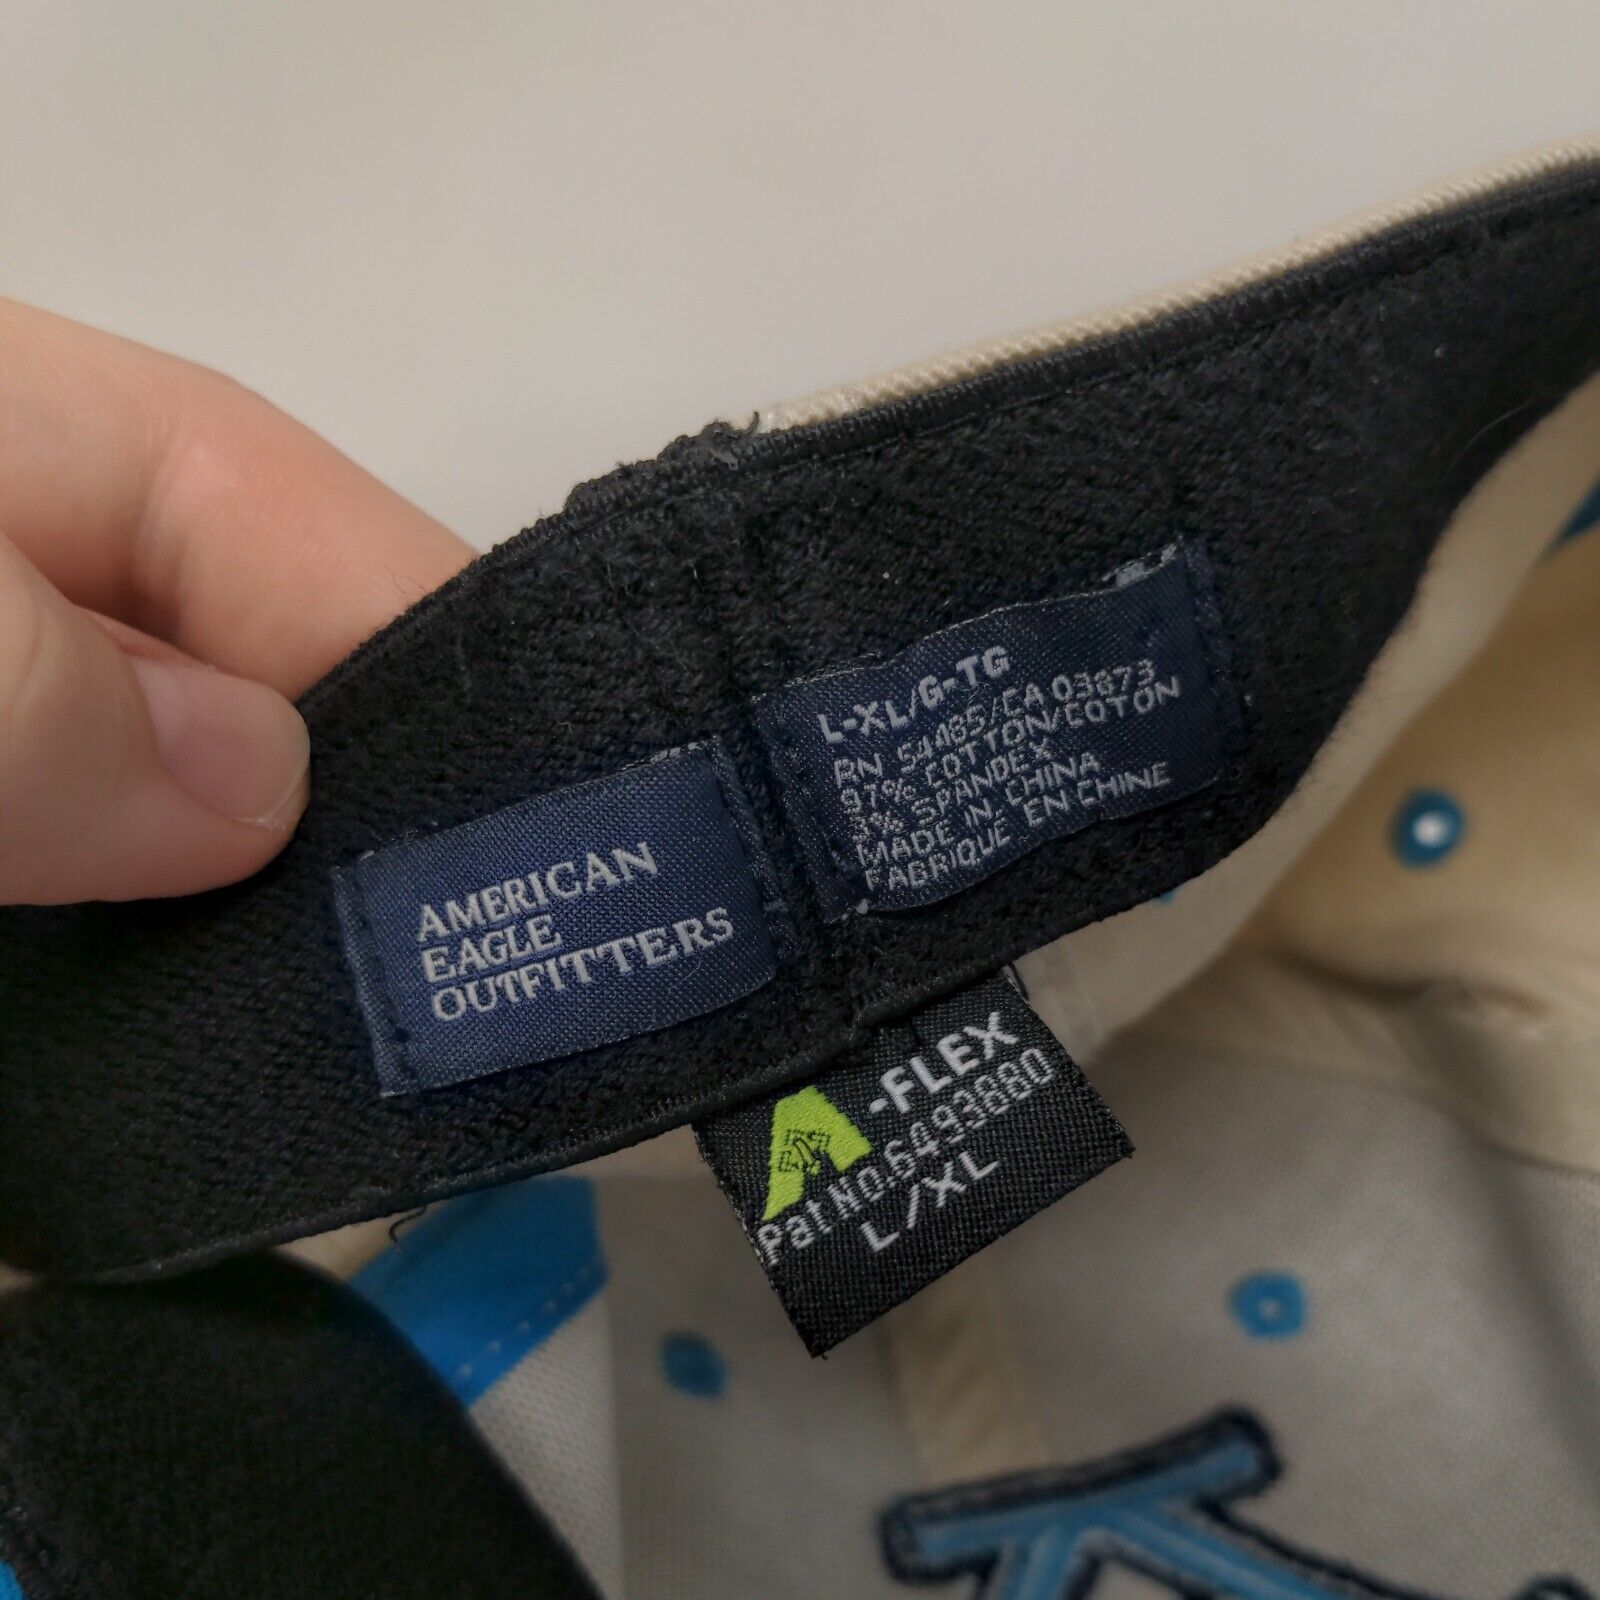 AMERICAN
EAGLE
OUTFITTERS
L-XL/G-TG
RN 54485/CA 03873
97% COTTON/COTON
3% SPANDEX
MADE IN CHINA
FABRIQUE EN CHINE
A-FLEX
Pat NO.6493880
L/XL